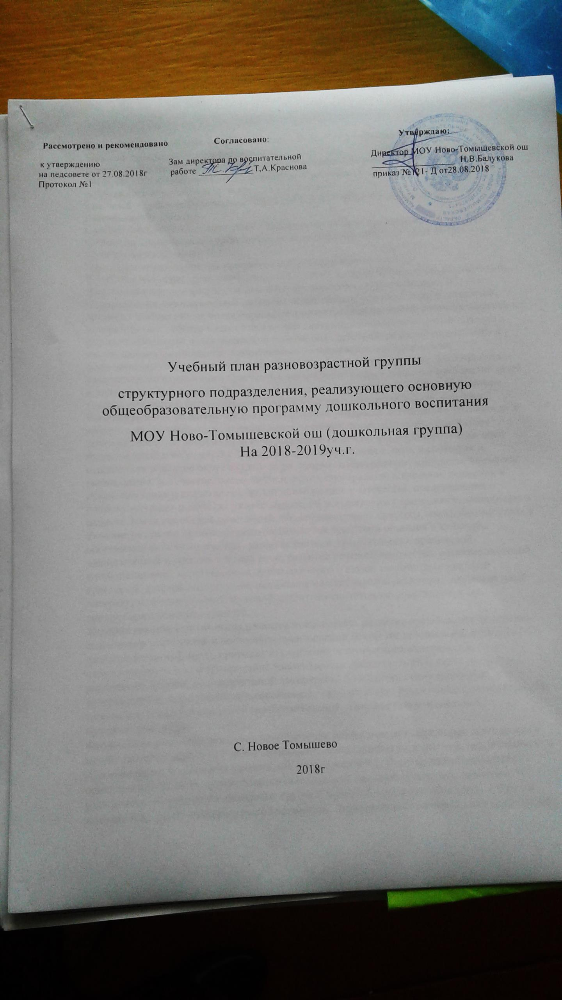 Рассмотрено и рекомендовано
к утверждению
на педсовете от 27.08.2018г
Протокол №1
Согласовано:
Зам директора по воспитательной
работе Т,А.Краснова
Утверждаю:
Директор МОУ Ново-Томышевской ош
Н.В.Балукова
приказ №121- Д от28.08.2018
Учебный план разновозрастной группы
структурного подразделения, реализующего основную
общеобразовательную программу дошкольного воспитания
МОУ Ново-Томышевской ош (дошкольная группа)
На 2018-2019уч.г.
С. Новое Томышево
2018г